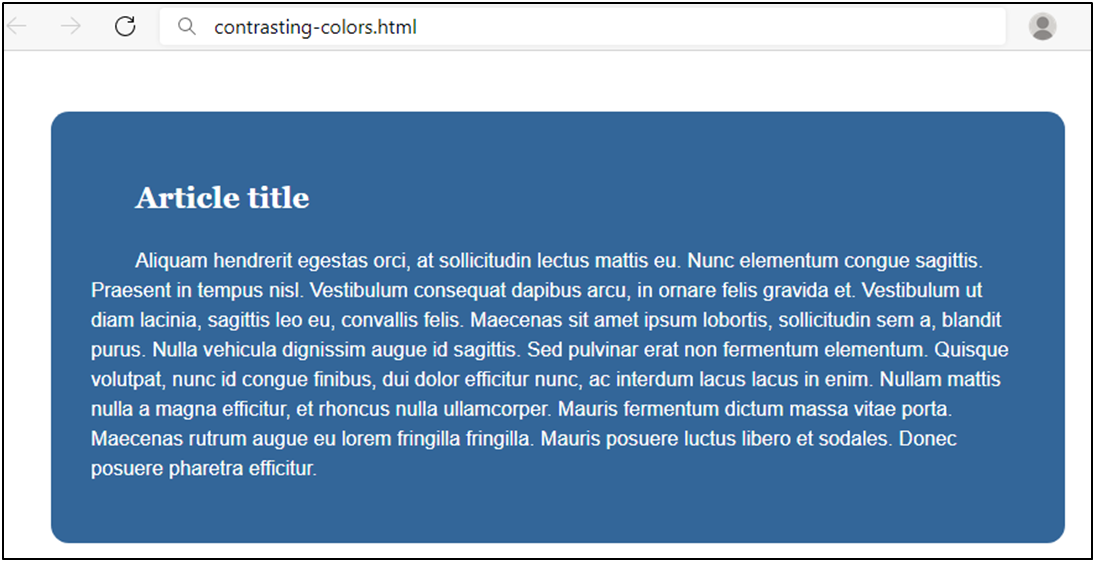 contrasting-colors.html
Article title
Aliquam hendrerit egestas orci, at sollicitudin lectus mattis eu. Nunc elementum congue sagittis.
Praesent in tempus nisl. Vestibulum consequat dapibus arcu, in ornare felis gravida et. Vestibulum ut
diam lacinia, sagittis leo eu, convallis felis. Maecenas sit amet ipsum lobortis, sollicitudin sem a, blandit
purus. Nulla vehicula dignissim augue id sagittis. Sed pulvinar erat non fermentum elementum. Quisque
volutpat, nunc id congue finibus, dui dolor efficitur nunc, ac interdum lacus lacus in enim. Nullam mattis
nulla a magna efficitur, et rhoncus nulla ullamcorper. Mauris fermentum dictum massa vitae porta.
Maecenas rutrum augue eu lorem fringilla fringilla. Mauris posuere luctus libero et sodales. Donec
posuere pharetra efficitur.